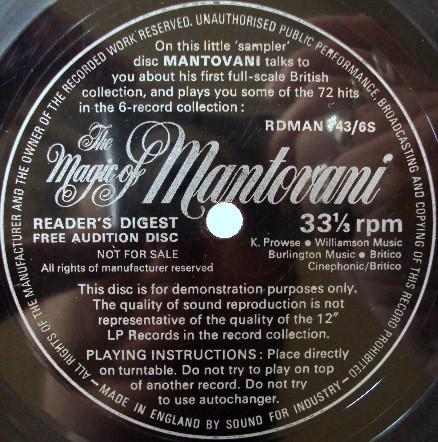 ALL RIGHTS OF THE MANUFACTURER AND THE OWNER OF THE RECORDED WORK RESERVED. UNAUTHORISED PUBLIC PERFORMANCE, BROADCASTING AND COPYING OF THIS RECORD PROHIBITED
On this little 'sampler'
disc MANTOVANI talks to
you about his first full-scale British
collection, and plays you some of the 72 hits
in the 6-record collection:
RDMAN 743/6S
The
Magic of Mantovani
READER'S DIGEST
FREE AUDITION DISC
NOT FOR SALE
All rights of manufacturer reserved
33⅓ rpm
K. Prowse ● Williamson Music
Burlington Music ● Britico
Cinephonic/Britico
This disc is for demonstration purposes only.
The quality of sound reproduction is not
representative of the quality of the 12"
LP Records in the record collection.
PLAYING INSTRUCTIONS: Place directly
on turntable. Do not try to play on top
of another record. Do not try
to use autochanger.
— MADE IN ENGLAND BY SOUND FOR INDUSTRY —